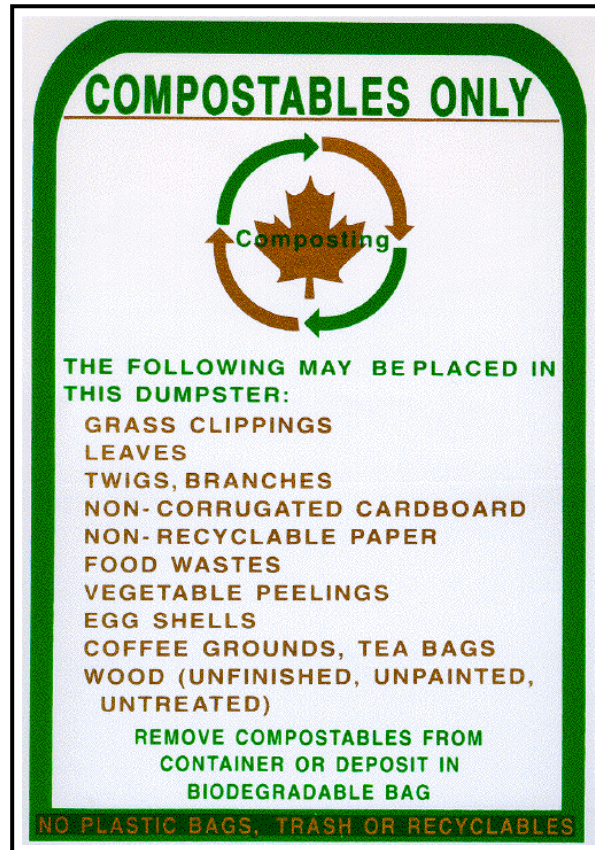 COMPOSTABLES ONLY
Composting
THE FOLLOWING MAY BE PLACED IN
THIS DUMPSTER:
GRASS CLIPPINGS
LEAVES
TWIGS, BRANCHES
NON-CORRUGATED CARDBOARD
NON-RECYCLABLE PAPER
FOOD WASTES
VEGETABLE PEELINGS
EGG SHELLS
COFFEE GROUNDS, TEA BAGS
WOOD (UNFINISHED, UNPAINTED,
UNTREATED)
REMOVE COMPOSTABLES FROM
CONTAINER OR DEPOSIT IN
BIODEGRADABLE BAG
NO PLASTIC BAGS, TRASH OR RECYCLABLES